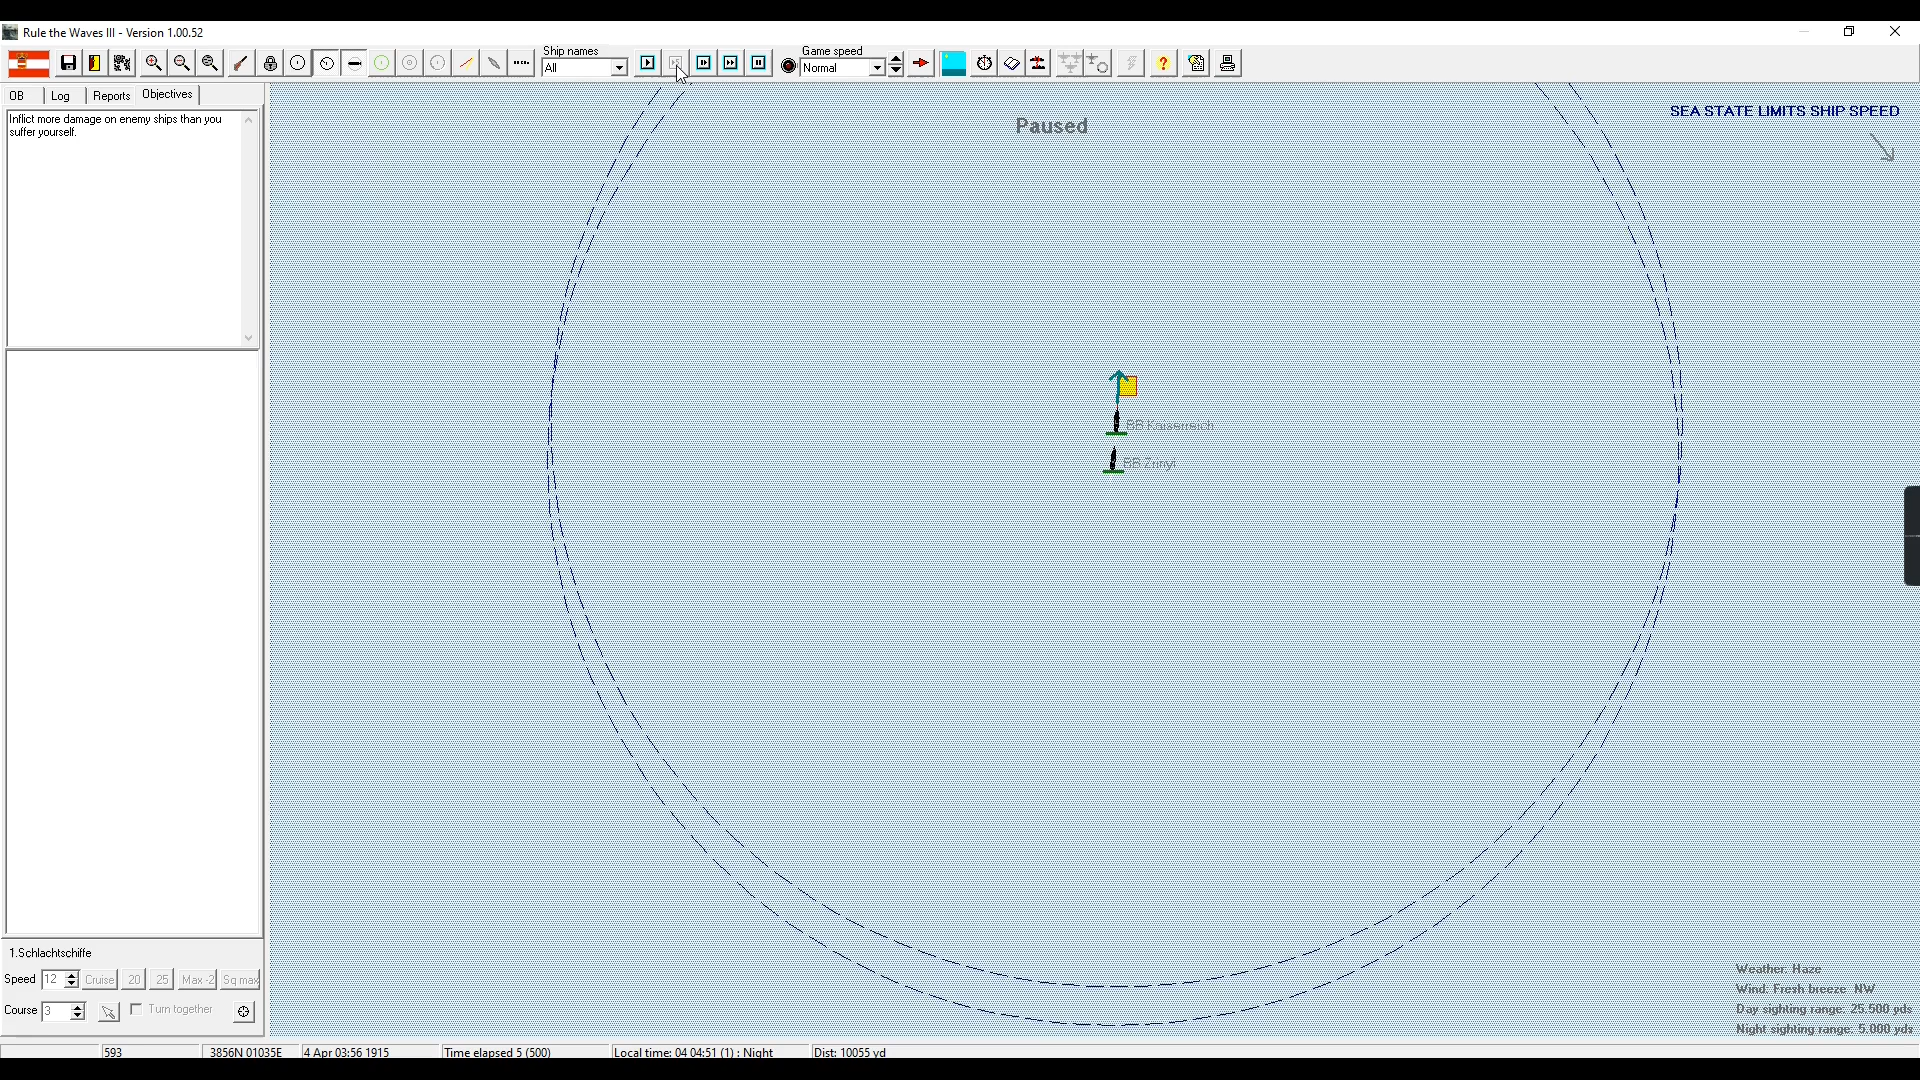 Rule the Waves III - Version 1.00.52
Ship names
All
Game speed
Normal
OB
Log
Reports
Objectives
Inflict more damage on enemy ships than you
suffer yourself.
Paused
SEA STATE LIMITS SHIP SPEED
BB Kaiserreich
BB Zrinyi
1.Schlachtschiffe
Speed 12 Cruise 20 25 Max -2 Sq max
Course 3 Turn together
Weather: Haze
Wind: Fresh breeze NW
Day sighting range: 25.500 yds
Night sighting range: 5.000 yds
593 3856N 01035E 4 Apr 03:56 1915 Time elapsed 5 (500) Local time: 04 04:51 (1) : Night Dist: 10055 yd